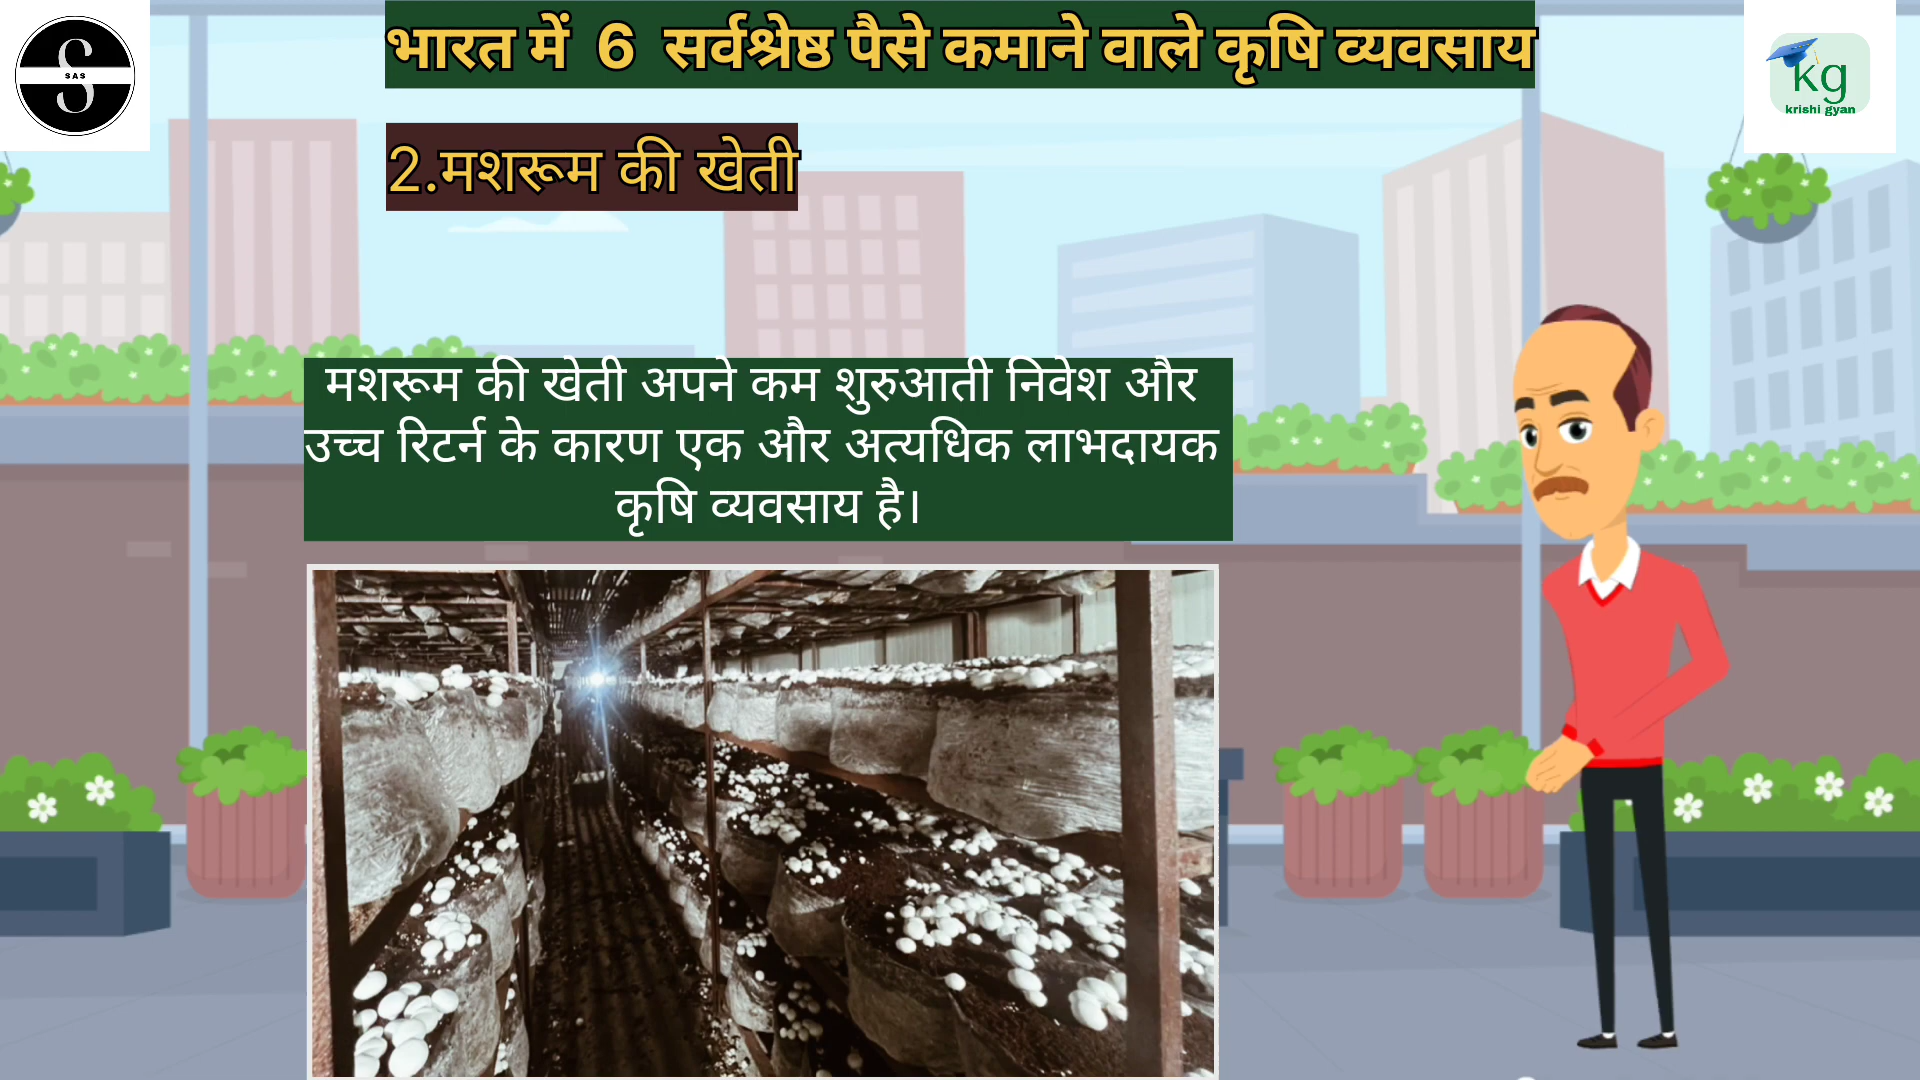 SAS
भारत में 6 सर्वश्रेष्ठ पैसे कमाने वाले कृषि व्यवसाय
kg
krishi gyan
2.मशरूम की खेती
मशरूम की खेती अपने कम शुरुआती निवेश और
उच्च रिटर्न के कारण एक और अत्यधिक लाभदायक
कृषि व्यवसाय है।